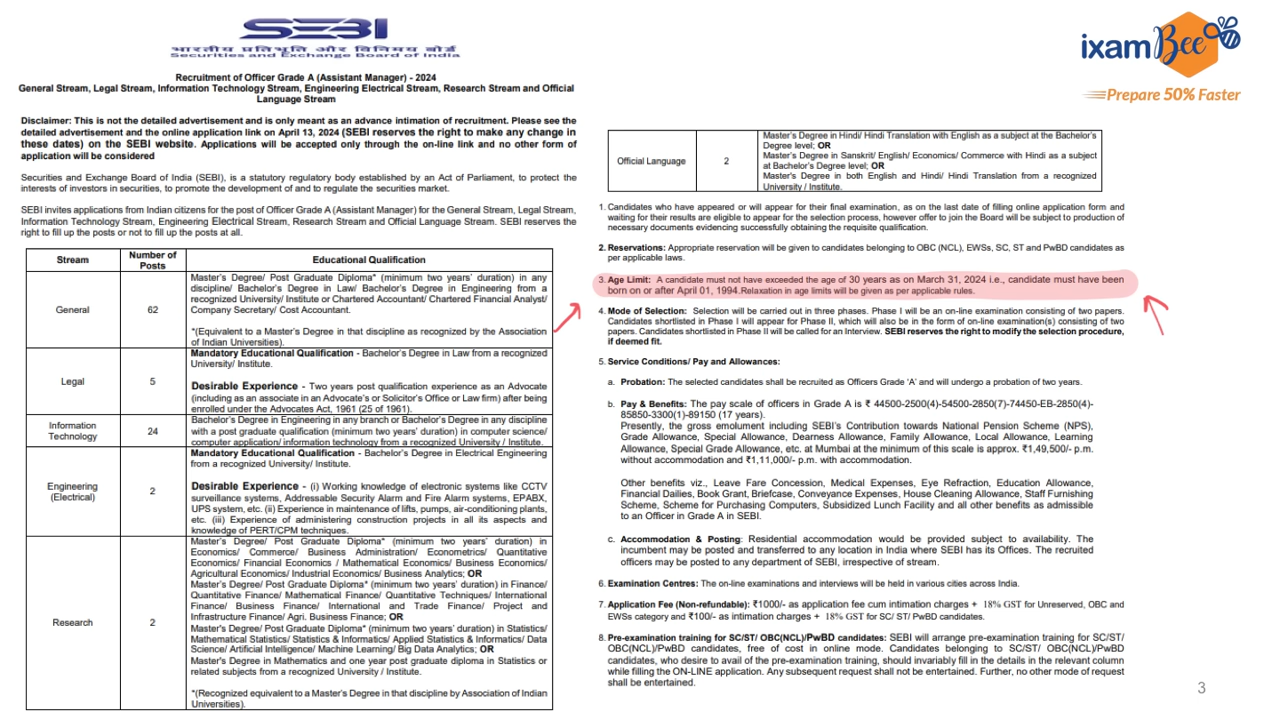 SEBI
भारतीय प्रतिभूति और विनिमय बोर्ड
Securities and Exchange Board of India
Recruitment of Officer Grade A (Assistant Manager) - 2024
General Stream, Legal Stream, Information Technology Stream, Engineering Electrical Stream, Research Stream and Official
Language Stream
Disclaimer: This is not the detailed advertisement and is only meant as an advance intimation of recruitment. Please see the
detailed advertisement and the online application link on April 13, 2024 (SEBI reserves the right to make any change in
these dates) on the SEBI website. Applications will be accepted only through the on-line link and no other form of
application will be considered
Securities and Exchange Board of India (SEBI), is a statutory regulatory body established by an Act of Parliament, to protect the
interests of investors in securities, to promote the development of and to regulate the securities market.
SEBI invites applications from Indian citizens for the post of Officer Grade A (Assistant Manager) for the General Stream, Legal Stream,
Information Technology Stream, Engineering Electrical Stream, Research Stream and Official Language Stream. SEBI reserves the
right to fill up the posts or not to fill up the posts at all.
Stream
Number of
Posts
Educational Qualification
General
62
Master's Degree/ Post Graduate Diploma* (minimum two years' duration) in any
discipline/ Bachelor's Degree in Law/ Bachelor's Degree in Engineering from a
recognized University/ Institute or Chartered Accountant/ Chartered Financial Analyst/
Company Secretary/ Cost Accountant.
*(Equivalent to a Master's Degree in that discipline as recognized by the Association
of Indian Universities).
Legal
5
Mandatory Educational Qualification - Bachelor's Degree in Law from a recognized
University/ Institute.
Desirable Experience - Two years post qualification experience as an Advocate
(including as an associate in an Advocate's or Solicitor's Office or Law firm) after being
enrolled under the Advocates Act, 1961 (25 of 1961).
Information
Technology
24
Bachelor's Degree in Engineering in any branch or Bachelor's Degree in any discipline
with a post graduate qualification (minimum two years' duration) in computer science/
computer application/ information technology from a recognized University / Institute.
Engineering
(Electrical)
2
Mandatory Educational Qualification - Bachelor's Degree in Electrical Engineering
from a recognized University/ Institute.
Desirable Experience - (i) Working knowledge of electronic systems like CCTV
surveillance systems, Addressable Security Alarm and Fire Alarm systems, EPABX,
UPS system, etc. (ii) Experience in maintenance of lifts, pumps, air-conditioning plants,
etc. (iii) Experience of administering construction projects in all its aspects and
knowledge of PERT/CPM techniques.
Research
2
Master's Degree/ Post Graduate Diploma* (minimum two years' duration) in
Economics/ Commerce/ Business Administration/ Econometrics/ Quantitative
Economics/ Financial Economics / Mathematical Economics/ Business Economics/
Agricultural Economics/ Industrial Economics/ Business Analytics; OR
Master's Degree/ Post Graduate Diploma* (minimum two years' duration) in Finance/
Quantitative Finance/ Mathematical Finance/ Quantitative Techniques/ International
Finance/ Business Finance/ International and Trade Finance/ Project and
Infrastructure Finance/ Agri. Business Finance; OR
Master's Degree/ Post Graduate Diploma* (minimum two years' duration) in Statistics/
Mathematical Statistics/ Statistics & Informatics/ Applied Statistics & Informatics/ Data
Science/ Artificial Intelligence/ Machine Learning/ Big Data Analytics; OR
Master's Degree in Mathematics and one year post graduate diploma in Statistics or
related subjects from a recognized University / Institute.
*(Recognized equivalent to a Master's Degree in that discipline by Association of Indian
Universities).
ixamBee
Prepare 50% Faster
Official Language
2
Master's Degree in Hindi/ Hindi Translation with English as a subject at the Bachelor's
Degree level; OR
Master's Degree in Sanskrit/ English/ Economics/ Commerce with Hindi as a subject
at Bachelor's Degree level; OR
Master's Degree in both English and Hindi/ Hindi Translation from a recognized
University / Institute.
1. Candidates who have appeared or will appear for their final examination, as on the last date of filling online application form and
waiting for their results are eligible to appear for the selection process, however offer to join the Board will be subject to production of
necessary documents evidencing successfully obtaining the requisite qualification.
2. Reservations: Appropriate reservation will be given to candidates belonging to OBC (NCL), EWSs, SC, ST and PwBD candidates as
per applicable laws.
3. Age Limit: A candidate must not have exceeded the age of 30 years as on March 31, 2024 i.e., candidate must have been
born on or after April 01, 1994.Relaxation in age limits will be given as per applicable rules.
4. Mode of Selection: Selection will be carried out in three phases. Phase I will be an on-line examination consisting of two papers.
Candidates shortlisted in Phase I will appear for Phase II, which will also be in the form of on-line examination(s) consisting of two
papers. Candidates shortlisted in Phase II will be called for an Interview. SEBI reserves the right to modify the selection procedure,
if deemed fit.
5. Service Conditions/ Pay and Allowances:
a. Probation: The selected candidates shall be recruited as Officers Grade 'A' and will undergo a probation of two years.
b. Pay & Benefits: The pay scale of officers in Grade A is ₹ 44500-2500(4)-54500-2850(7)-74450-EB-2850(4)-
85850-3300(1)-89150 (17 years).
Presently, the gross emolument including SEBI's Contribution towards National Pension Scheme (NPS),
Grade Allowance, Special Allowance, Dearness Allowance, Family Allowance, Local Allowance, Learning
Allowance, Special Grade Allowance, etc. at Mumbai at the minimum of this scale is approx. ₹1,49,500/- p.m.
without accommodation and ₹1,11,000/- p.m. with accommodation.
Other benefits viz., Leave Fare Concession, Medical Expenses, Eye Refraction, Education Allowance,
Financial Dailies, Book Grant, Briefcase, Conveyance Expenses, House Cleaning Allowance, Staff Furnishing
Scheme, Scheme for Purchasing Computers, Subsidized Lunch Facility and all other benefits as admissible
to an Officer in Grade A in SEBI.
c. Accommodation & Posting: Residential accommodation would be provided subject to availability. The
incumbent may be posted and transferred to any location in India where SEBI has its Offices. The recruited
officers may be posted to any department of SEBI, irrespective of stream.
6. Examination Centres: The on-line examinations and interviews will be held in various cities across India.
7. Application Fee (Non-refundable): ₹1000/- as application fee cum intimation charges + 18% GST for Unreserved, OBC and
EWSs category and ₹100/- as intimation charges + 18% GST for SC/ ST/ PwBD candidates.
8. Pre-examination training for SC/ST/ OBC(NCL)/PwBD candidates: SEBI will arrange pre-examination training for SC/ST/
OBC(NCL)/PwBD candidates, free of cost in online mode. Candidates belonging to SC/ST/ OBC(NCL)/PwBD
candidates, who desire to avail of the pre-examination training, should invariably fill in the details in the relevant column
while filling the ON-LINE application. Any subsequent request shall not be entertained. Further, no other mode of request
shall be entertained.
3